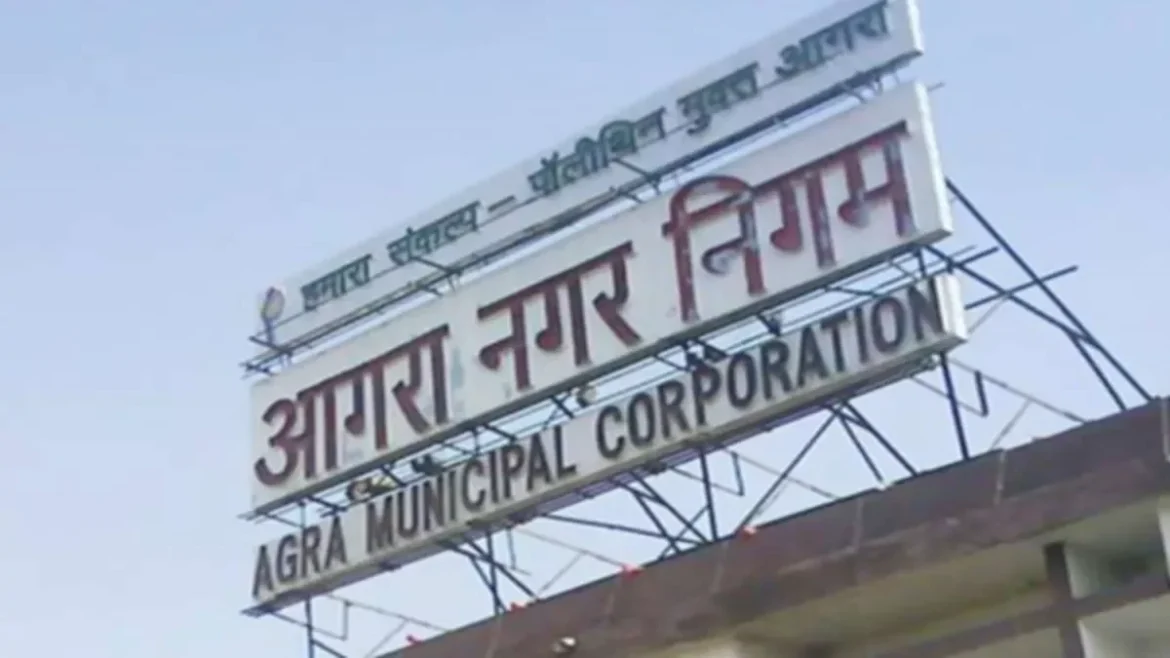 हमारा संकल्प – पॉलीथिन मुक्त आगरा
आगरा नगर निगम
AGRA MUNICIPAL CORPORATION